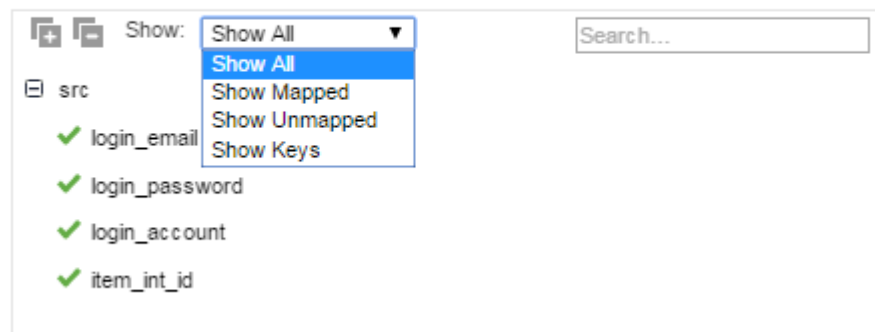 Show: Show All Search...
Show All
src Show Mapped
Show Unmapped
login_email
Show Keys
login_password
login_account
item_int_id